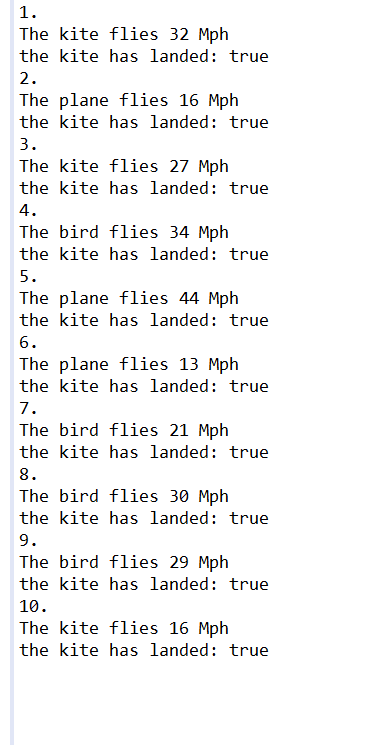 1.
The kite flies 32 Mph
the kite has landed: true
2.
The plane flies 16 Mph
the kite has landed: true
3.
The kite flies 27 Mph
the kite has landed: true
4.
The bird flies 34 Mph
the kite has landed: true
5.
The plane flies 44 Mph
the kite has landed: true
6.
The plane flies 13 Mph
the kite has landed: true
7.
The bird flies 21 Mph
the kite has landed: true
8.
The bird flies 30 Mph
the kite has landed: true
9.
The bird flies 29 Mph
the kite has landed: true
10.
The kite flies 16 Mph
the kite has landed: true